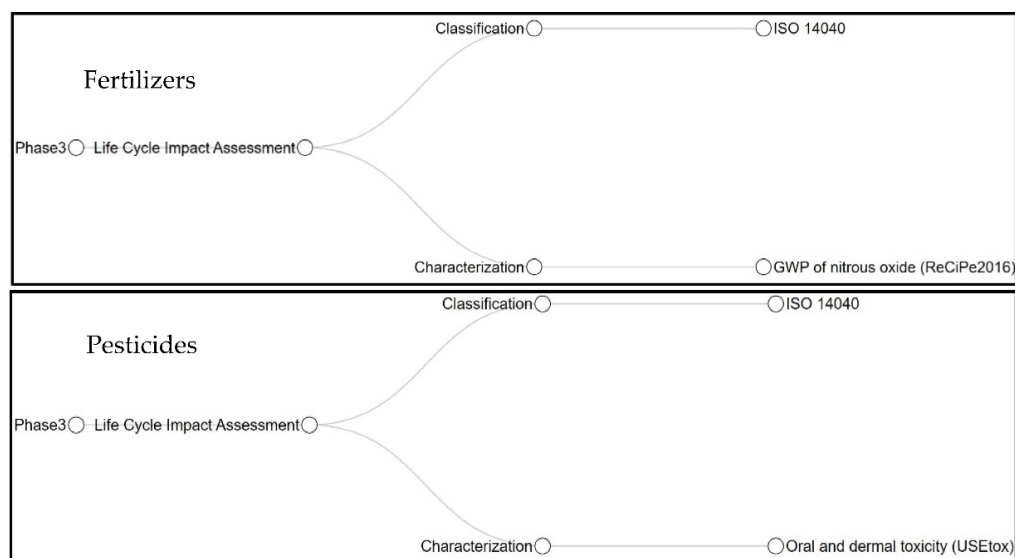 Classification
ISO 14040
Fertilizers
Phase3
Life Cycle Impact Assessment
Characterization
GWP of nitrous oxide (ReCiPe2016)
Classification
ISO 14040
Pesticides
Phase3
Life Cycle Impact Assessment
Characterization
Oral and dermal toxicity (USEtox)